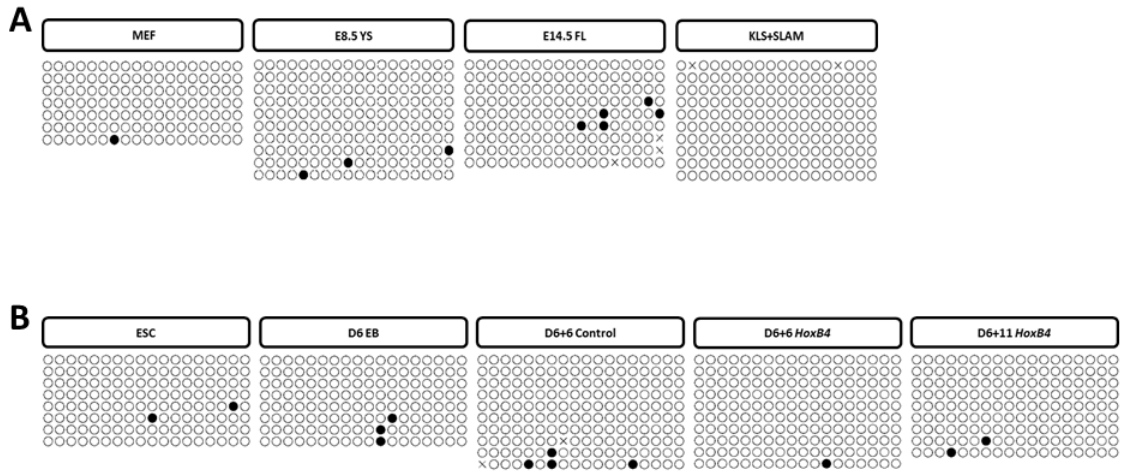 A
MEF
E8.5 YS
E14.5 FL
KLS+SLAM
B
ESC
D6 EB
D6+6 Control
D6+6 HoxB4
D6+11 HoxB4